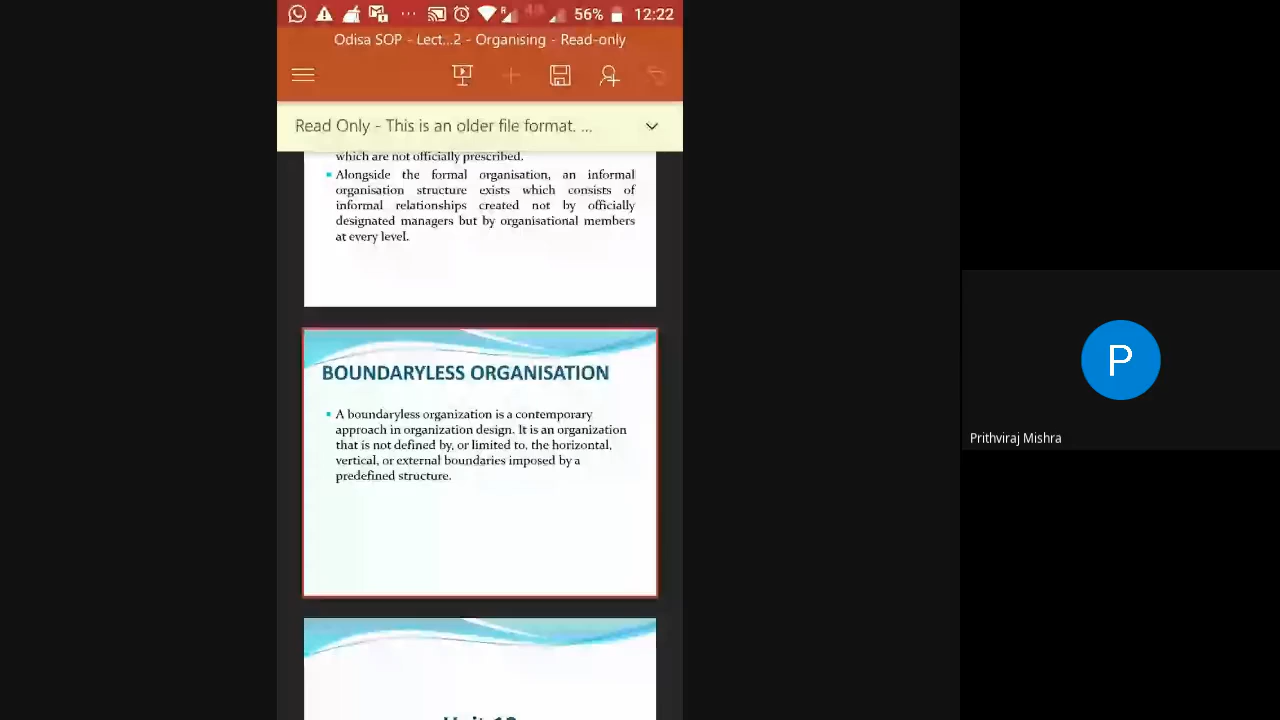 56% 12:22
Odisa SOP - Lect...2 - Organising - Read-only
Read Only - This is an older file format. ...
which are not officially prescribed.
Alongside the formal organisation, an informal
organisation structure exists which consists of
informal relationships created not by officially
designated managers but by organisational members
at every level.
BOUNDARYLESS ORGANISATION
A boundaryless organization is a contemporary
approach in organization design. It is an organization
that is not defined by, or limited to, the horizontal,
vertical, or external boundaries imposed by a
predefined structure.
P
Prithviraj Mishra